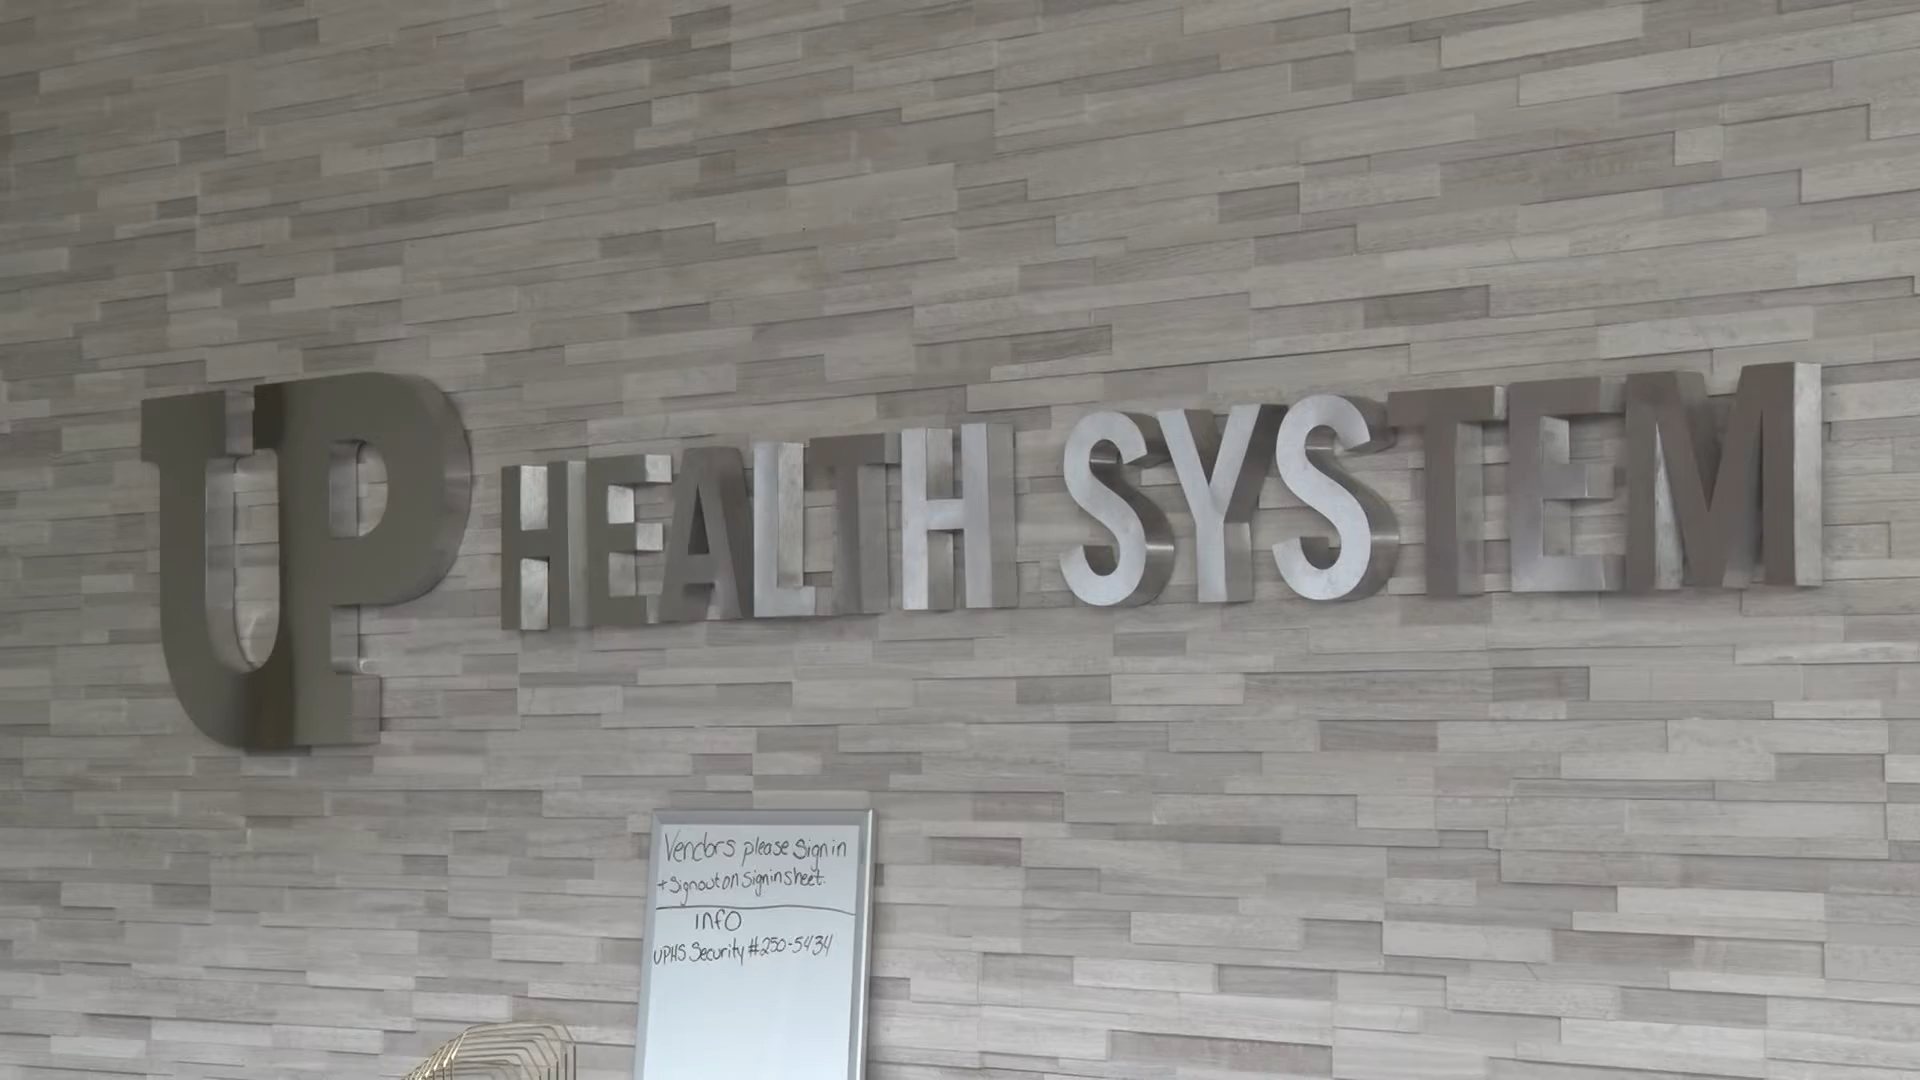 UP HEALTH SYSTEM
Vendors please sign in
+ Sign out on sign in sheet.
info
UPHS Security #250-5434